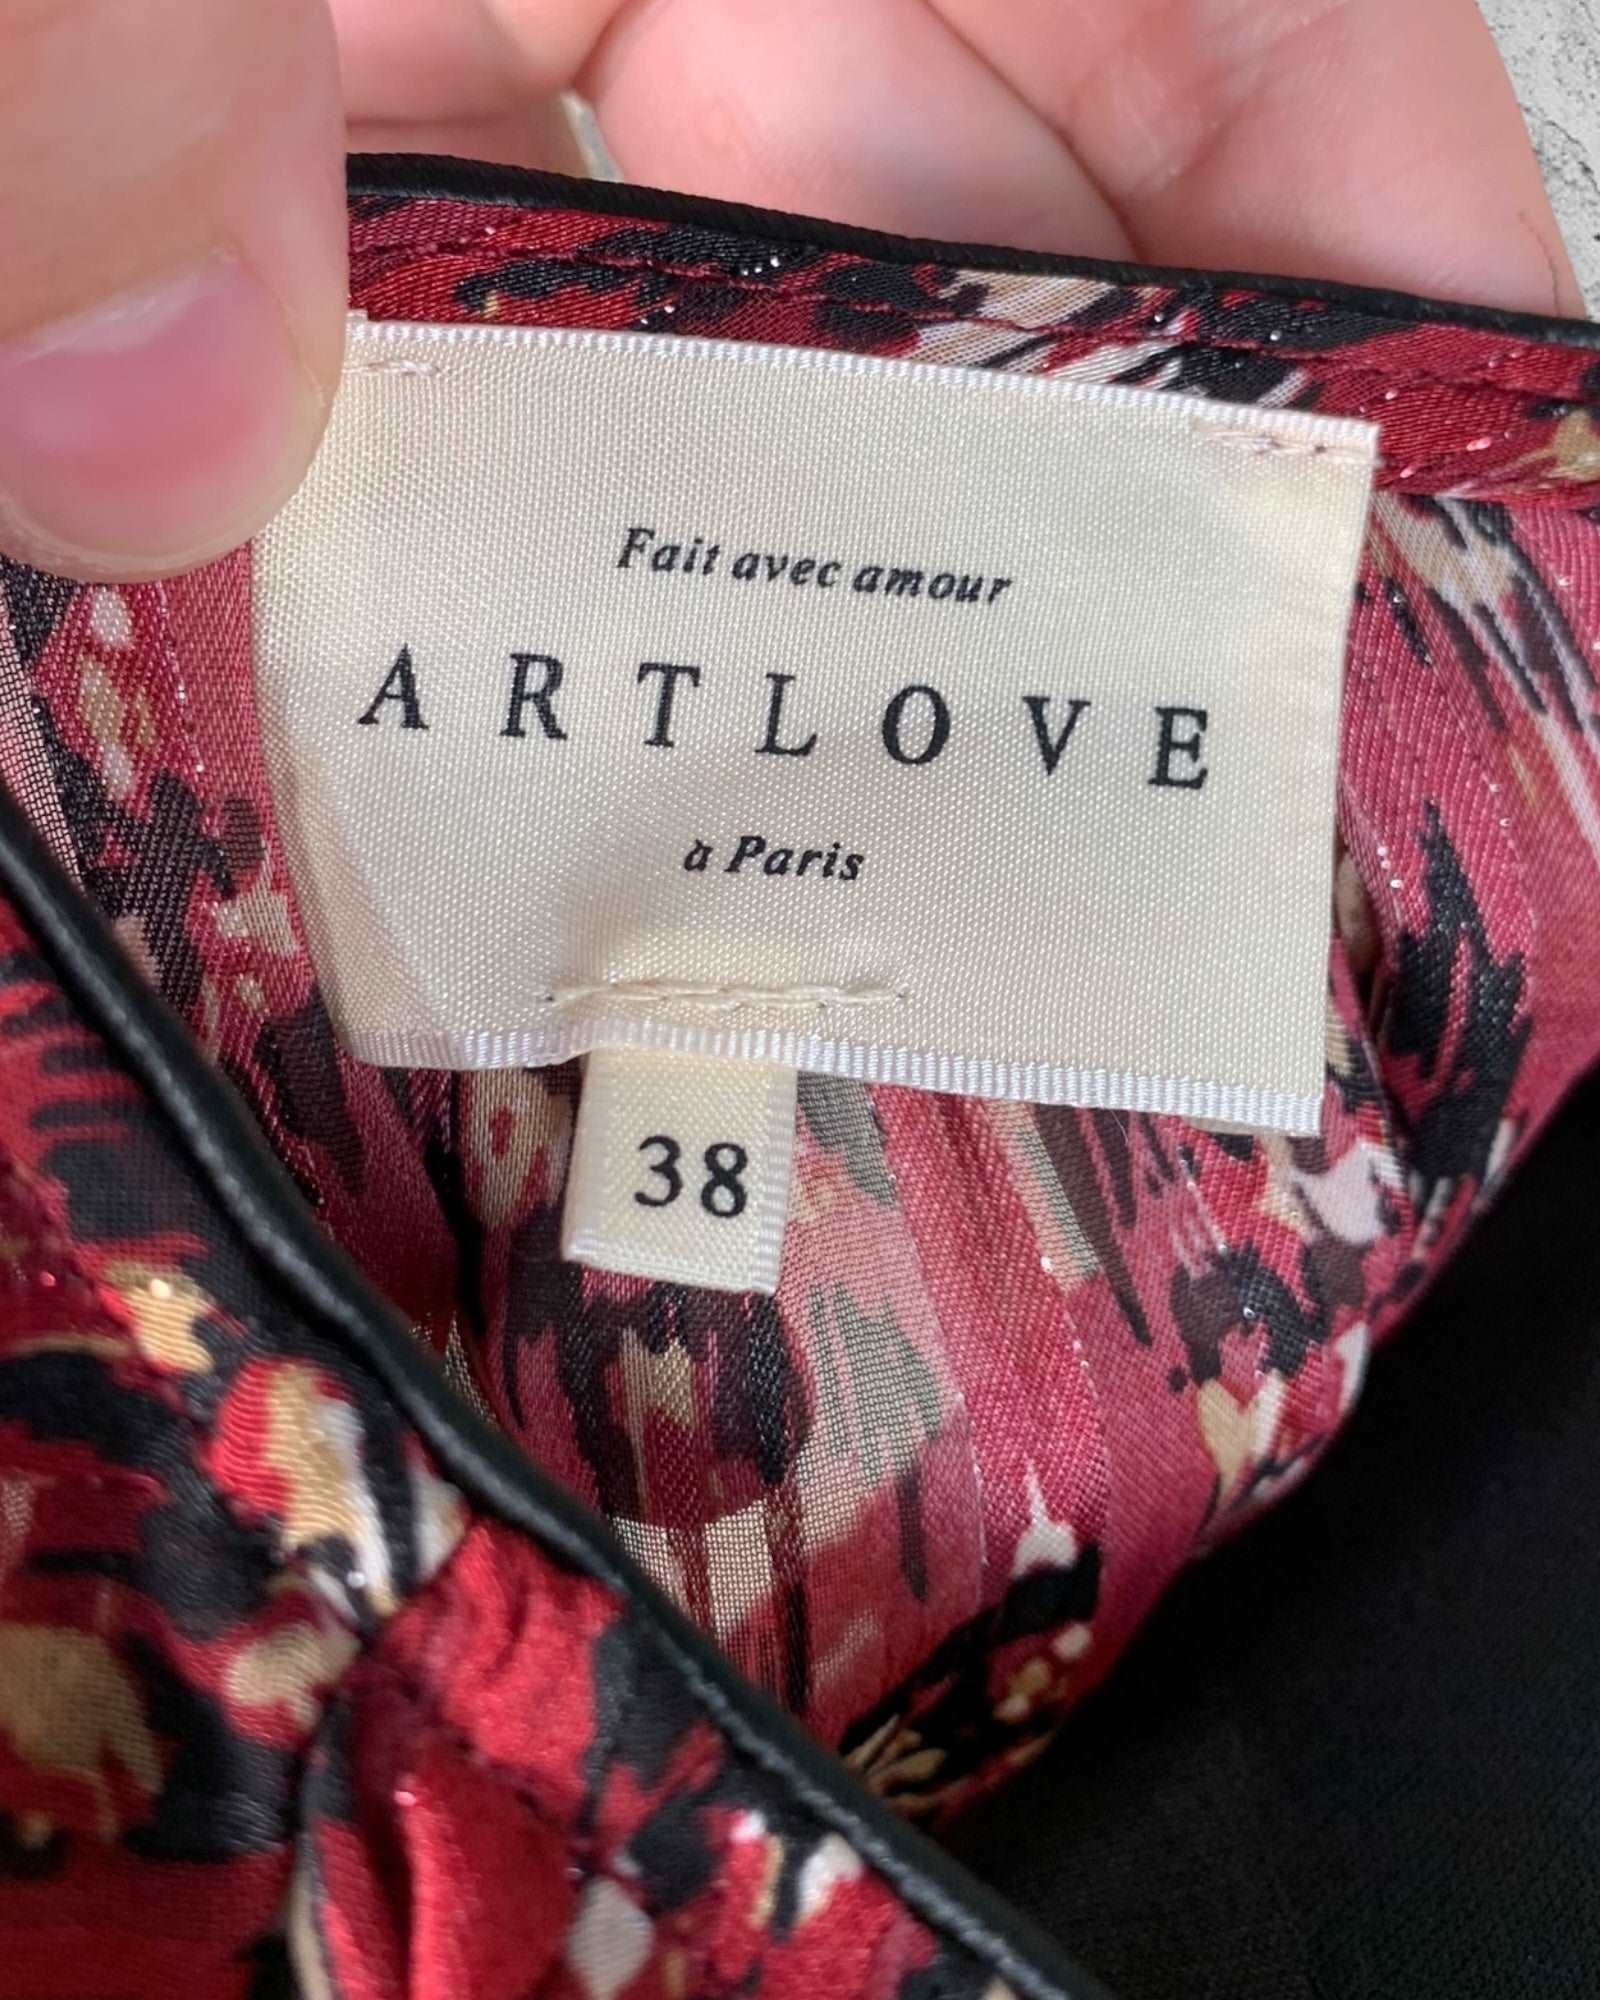 Fait avec amour
ARTLOVE
à Paris
38